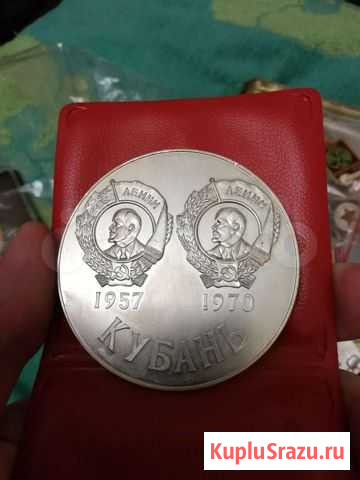 ЛЕНИН ЛЕНИН
1957 1970
КУБАНЬ
KupluSrazu.ru